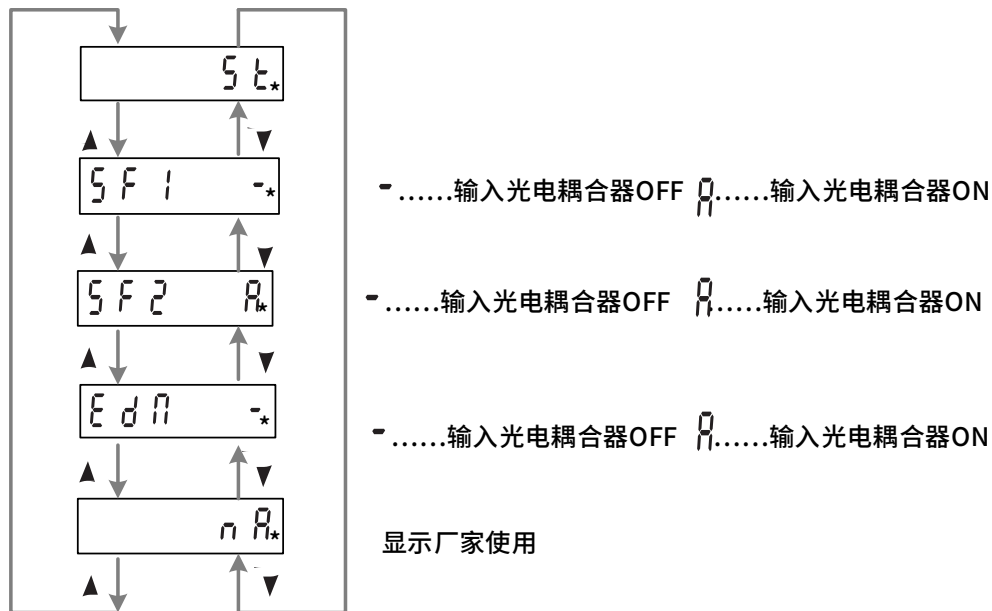 St.*
SF1 -*
- ......输入光电耦合器OFF A......输入光电耦合器ON
SF2 A*
- ......输入光电耦合器OFF A......输入光电耦合器ON
EdM -*
- ......输入光电耦合器OFF A......输入光电耦合器ON
nA*
显示厂家使用